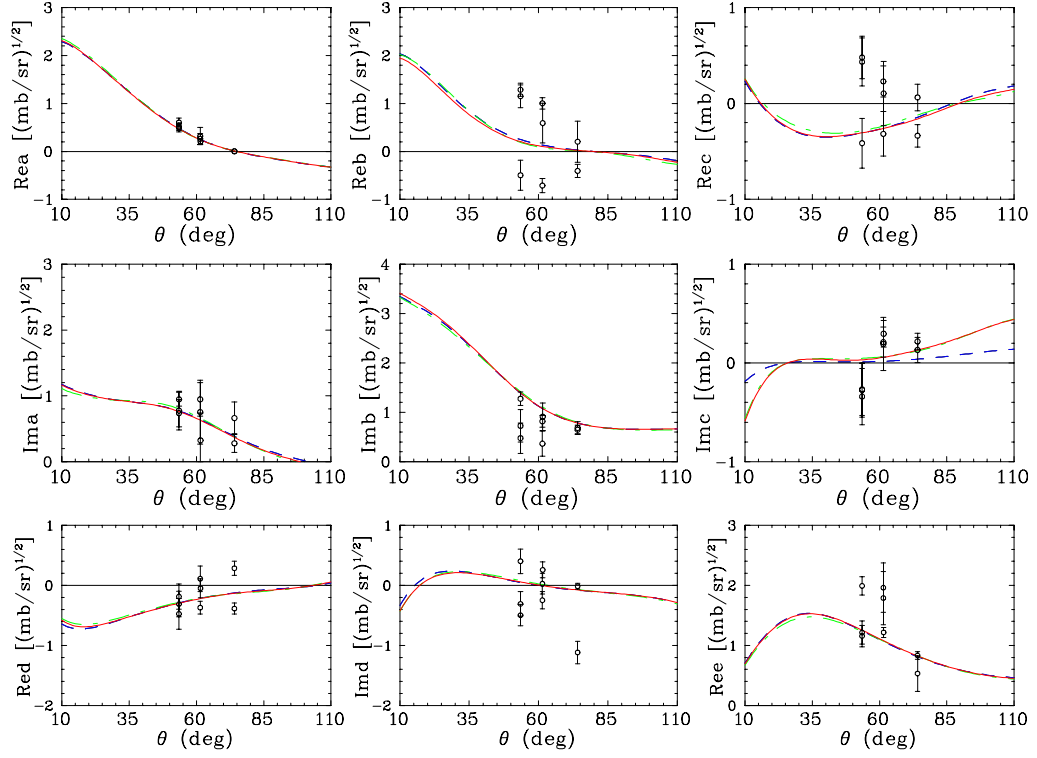 3
2
1
0
−1
Rea [(mb/sr)^1/2]
10 35 60 85 110
θ (deg)
3
2
1
0
−1
Reb [(mb/sr)^1/2]
10 35 60 85 110
θ (deg)
1
0
−1
Rec [(mb/sr)^1/2]
10 35 60 85 110
θ (deg)
3
2
1
0
Ima [(mb/sr)^1/2]
10 35 60 85 110
θ (deg)
4
3
2
1
0
Imb [(mb/sr)^1/2]
10 35 60 85 110
θ (deg)
1
0
−1
Imc [(mb/sr)^1/2]
10 35 60 85 110
θ (deg)
1
0
−1
−2
Red [(mb/sr)^1/2]
10 35 60 85 110
θ (deg)
1
0
−1
−2
Imd [(mb/sr)^1/2]
10 35 60 85 110
θ (deg)
3
2
1
0
Ree [(mb/sr)^1/2]
10 35 60 85 110
θ (deg)